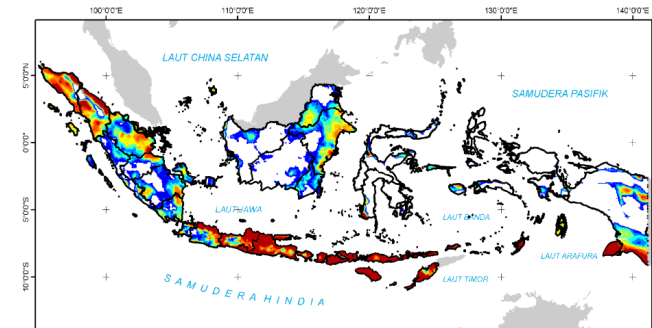 100°0'0"E 110°0'0"E 120°0'0"E 130°0'0"E 140°0'0"E
LAUT CHINA SELATAN
5°0'0"N
SAMUDERA PASIFIK
0°0'0"
5°0'0"S
LAUT JAWA
LAUT BANDA
LAUT ARAFURA
10°0'0"S
LAUT TIMOR
SAMUDERA HINDIA